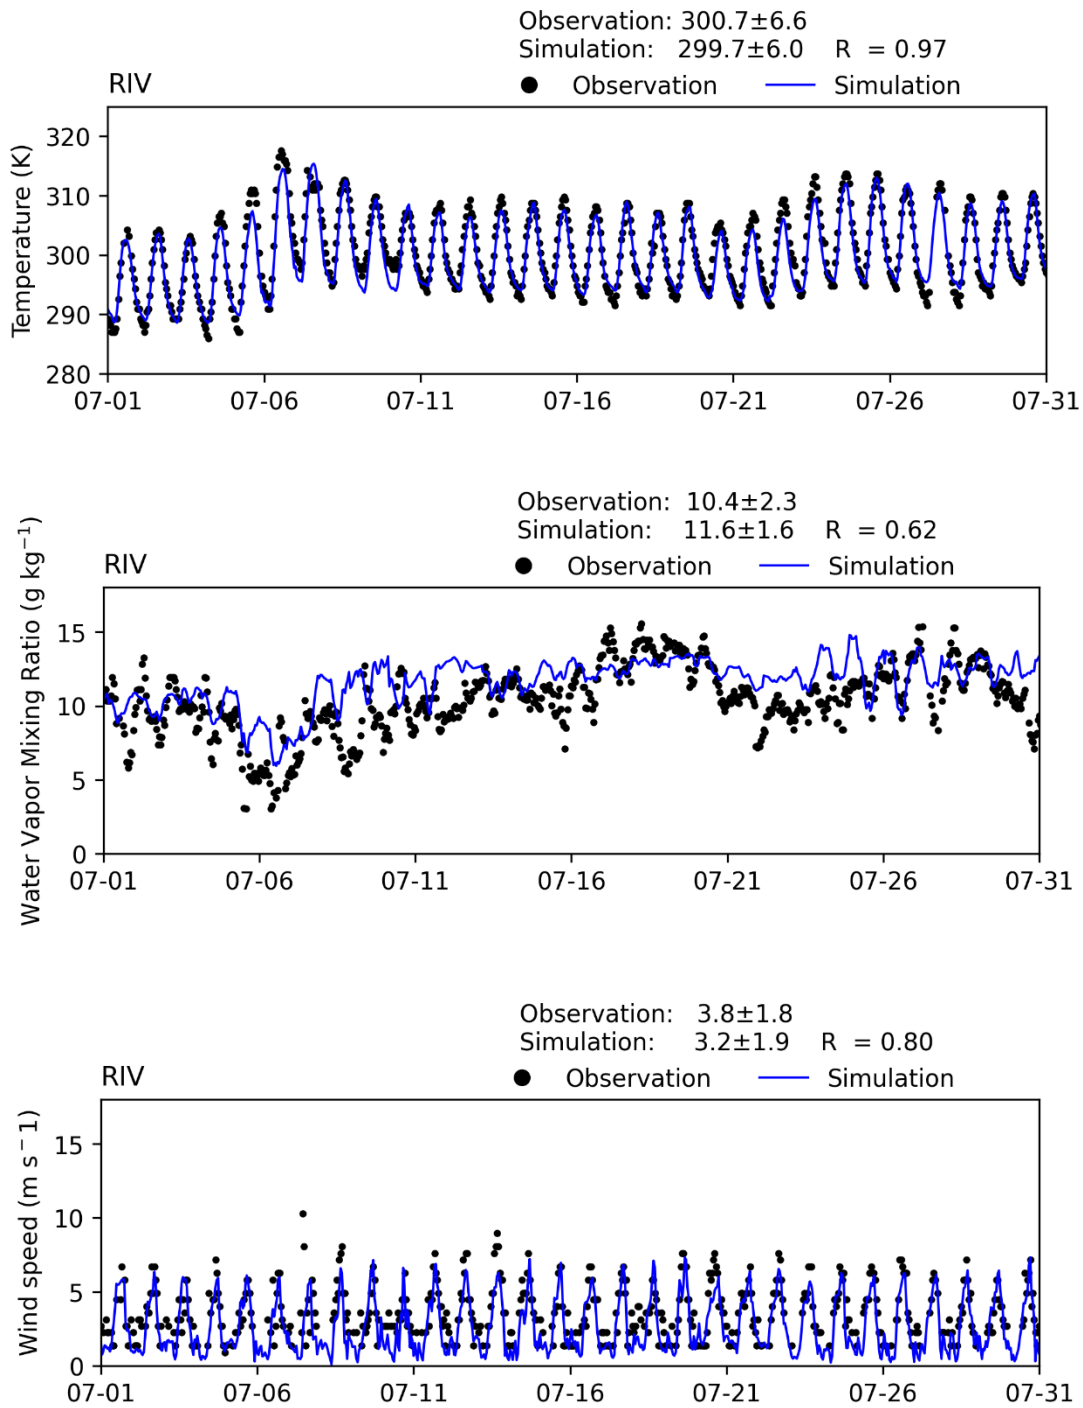 Observation: 300.7±6.6
Simulation: 299.7±6.0 R = 0.97
RIV
Observation Simulation
Temperature (K)
320
310
300
290
280
07-01 07-06 07-11 07-16 07-21 07-26 07-31
Observation: 10.4±2.3
Simulation: 11.6±1.6 R = 0.62
RIV
Observation Simulation
Water Vapor Mixing Ratio (g kg⁻¹)
15
10
5
0
07-01 07-06 07-11 07-16 07-21 07-26 07-31
Observation: 3.8±1.8
Simulation: 3.2±1.9 R = 0.80
RIV
Observation Simulation
Wind speed (m s ⁻ 1)
15
10
5
0
07-01 07-06 07-11 07-16 07-21 07-26 07-31